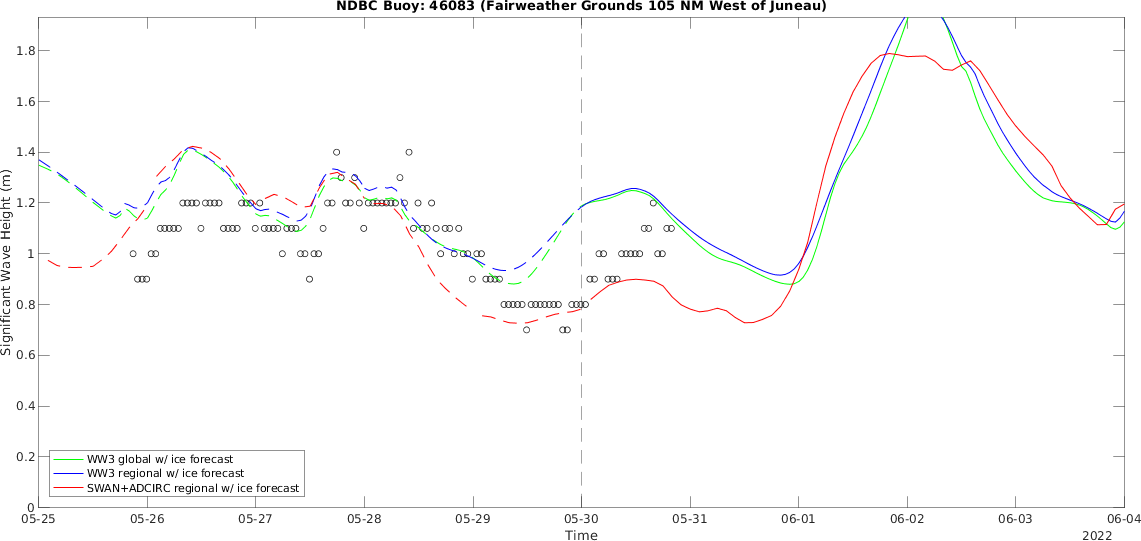 NDBC Buoy: 46083 (Fairweather Grounds 105 NM West of Juneau)
Significant Wave Height (m)
1.8
1.6
1.4
1.2
1
0.8
0.6
0.4
0.2
0
WW3 global w/ ice forecast
WW3 regional w/ ice forecast
SWAN+ADCIRC regional w/ ice forecast
05-25 05-26 05-27 05-28 05-29 05-30 05-31 06-01 06-02 06-03 06-04
Time 2022